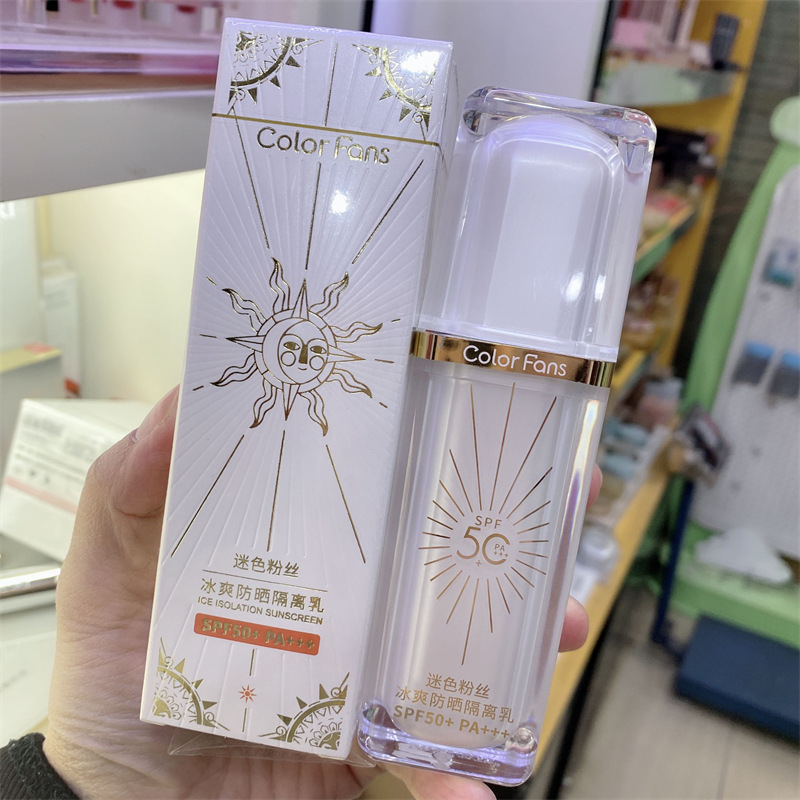 Color Fans
迷色粉丝
冰爽防晒隔离乳
ICE ISOLATION SUNSCREEN
SPF50+ PA+++
Color Fans
SPF
50+
PA
+++
迷色粉丝
冰爽防晒隔离乳
SPF50+ PA+++